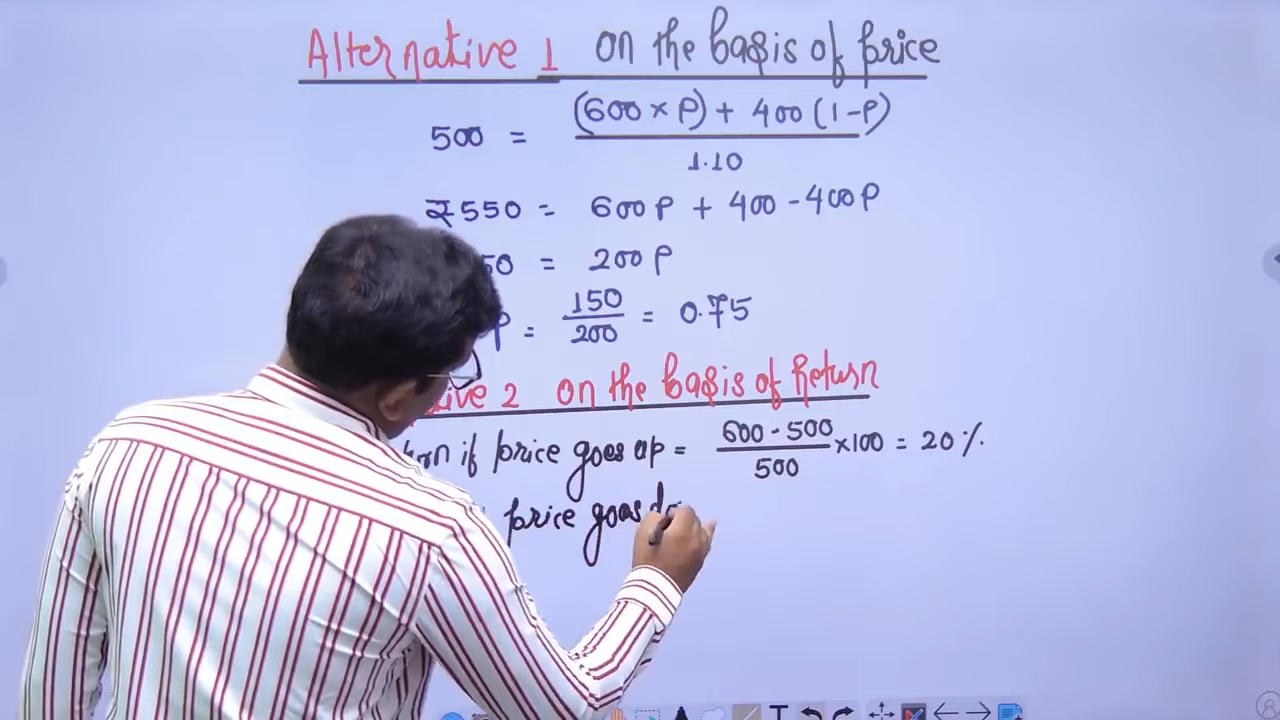 Alternative 1 on the basis of price
500 = (600 × P) + 400 (1-P)
1.10
₹550 = 600 P + 400 - 400P
50 = 200 P
P = 150 = 0.75
200
2 on the basis of Return
if price goes up = 600 - 500 ×100 = 20%
500
price goes